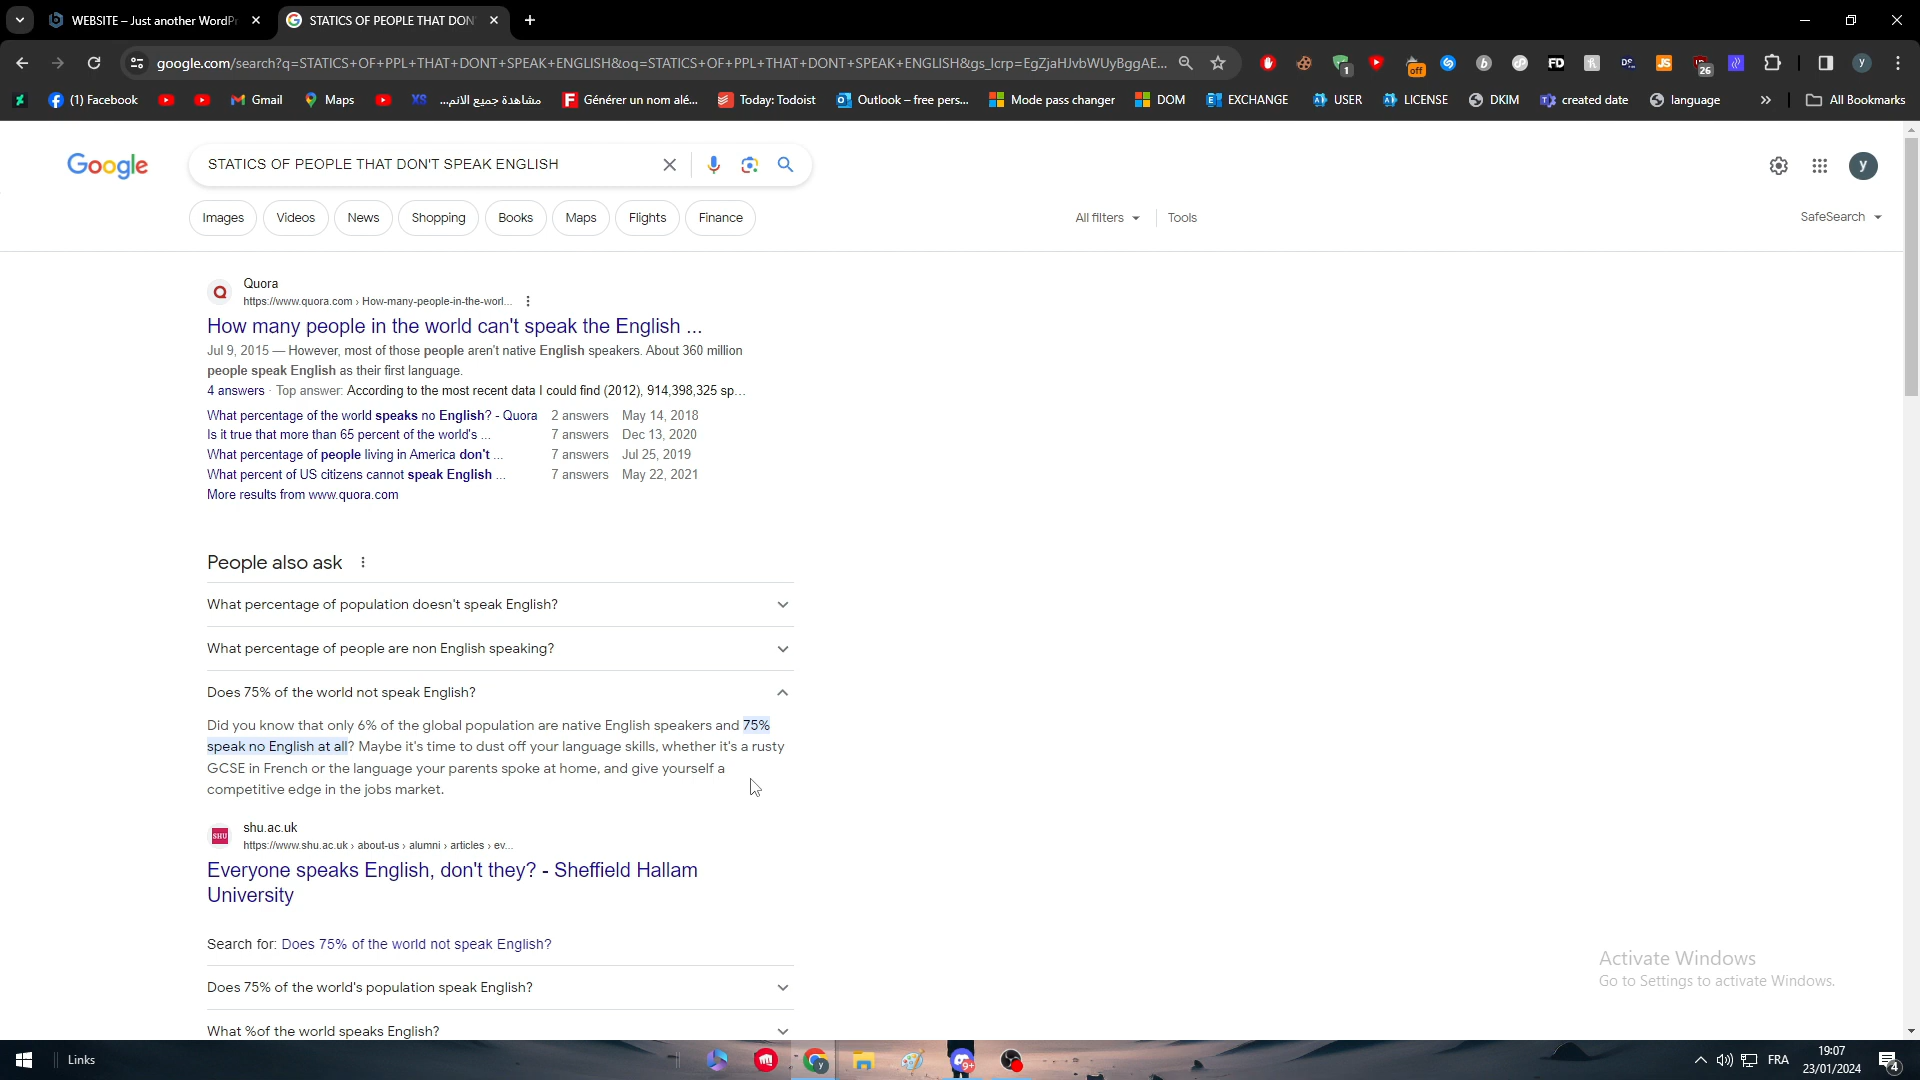 WEBSITE – Just another WordPr
STATICS OF PEOPLE THAT DON'
google.com/search?q=STATICS+OF+PPL+THAT+DONT+SPEAK+ENGLISH&oq=STATICS+OF+PPL+THAT+DONT+SPEAK+ENGLISH&gs_lcrp=EgZjaHJvbWUyBggAE...
1
off
FD
JS
26
y
(1) Facebook
Gmail
Maps
XS
مشاهدة جميع الانم...
Générer un nom alé...
Today: Todoist
Outlook – free pers...
Mode pass changer
DOM
EXCHANGE
USER
LICENSE
DKIM
created date
language
»
All Bookmarks
Google
STATICS OF PEOPLE THAT DON'T SPEAK ENGLISH
y
Images
Videos
News
Shopping
Books
Maps
Flights
Finance
All filters
Tools
SafeSearch
Quora
https://www.quora.com › How-many-people-in-the-worl...
How many people in the world can't speak the English ...
Jul 9, 2015 — However, most of those people aren't native English speakers. About 360 million
people speak English as their first language.
4 answers · Top answer: According to the most recent data I could find (2012), 914,398,325 sp...
What percentage of the world speaks no English? - Quora 2 answers May 14, 2018
Is it true that more than 65 percent of the world's ... 7 answers Dec 13, 2020
What percentage of people living in America don't ... 7 answers Jul 25, 2019
What percent of US citizens cannot speak English ... 7 answers May 22, 2021
More results from www.quora.com
People also ask
What percentage of population doesn't speak English?
What percentage of people are non English speaking?
Does 75% of the world not speak English?
Did you know that only 6% of the global population are native English speakers and 75%
speak no English at all? Maybe it's time to dust off your language skills, whether it's a rusty
GCSE in French or the language your parents spoke at home, and give yourself a
competitive edge in the jobs market.
SHU
shu.ac.uk
https://www.shu.ac.uk › about-us › alumni › articles › ev...
Everyone speaks English, don't they? - Sheffield Hallam
University
Search for: Does 75% of the world not speak English?
Does 75% of the world's population speak English?
What %of the world speaks English?
Activate Windows
Go to Settings to activate Windows.
Links
9+
FRA
19:07
23/01/2024
4